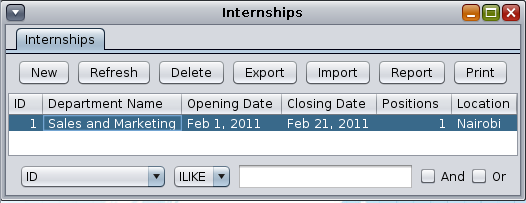 Internships
Internships
New Refresh Delete Export Import Report Print
ID Department Name Opening Date Closing Date Positions Location
1 Sales and Marketing Feb 1, 2011 Feb 21, 2011 1 Nairobi
ID ILIKE And Or